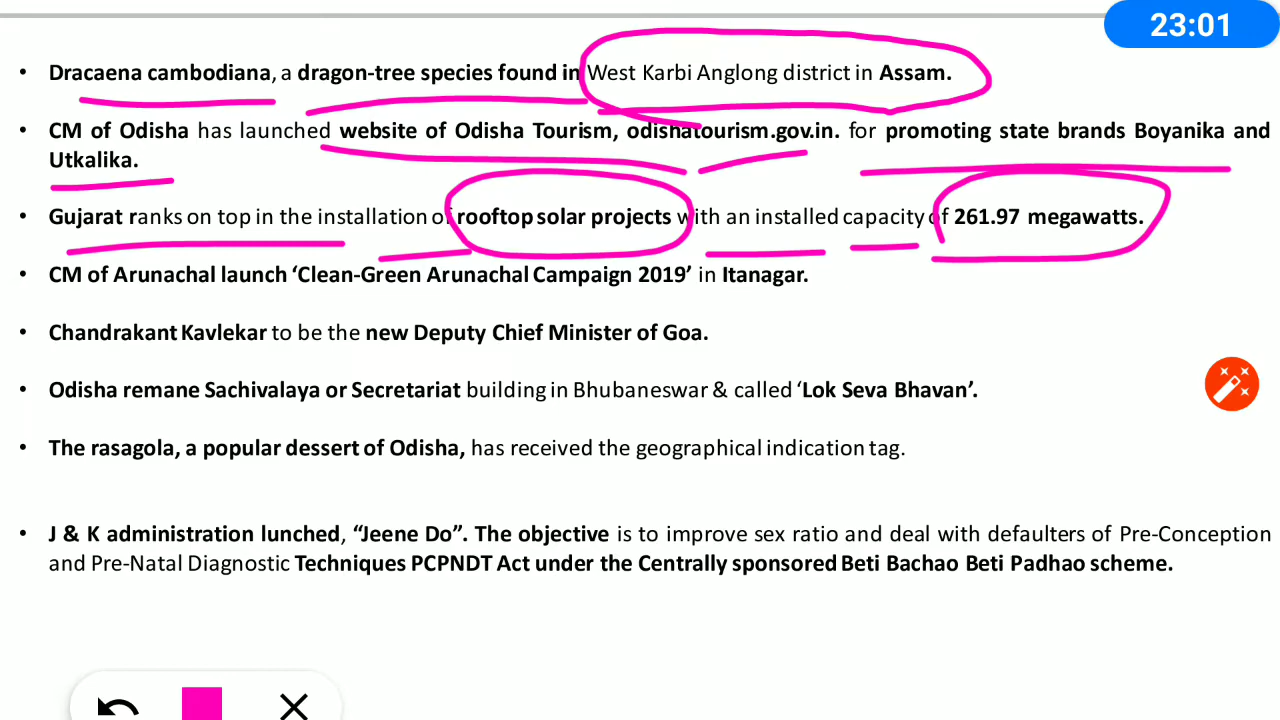 23:01
• Dracaena cambodiana, a dragon-tree species found in West Karbi Anglong district in Assam.
• CM of Odisha has launched website of Odisha Tourism, odishatourism.gov.in. for promoting state brands Boyanika and
Utkalika.
• Gujarat ranks on top in the installation of rooftop solar projects with an installed capacity of 261.97 megawatts.
• CM of Arunachal launch ‘Clean-Green Arunachal Campaign 2019’ in Itanagar.
• Chandrakant Kavlekar to be the new Deputy Chief Minister of Goa.
• Odisha remane Sachivalaya or Secretariat building in Bhubaneswar & called ‘Lok Seva Bhavan’.
• The rasagola, a popular dessert of Odisha, has received the geographical indication tag.
• J & K administration lunched, “Jeene Do”. The objective is to improve sex ratio and deal with defaulters of Pre-Conception
and Pre-Natal Diagnostic Techniques PCPNDT Act under the Centrally sponsored Beti Bachao Beti Padhao scheme.